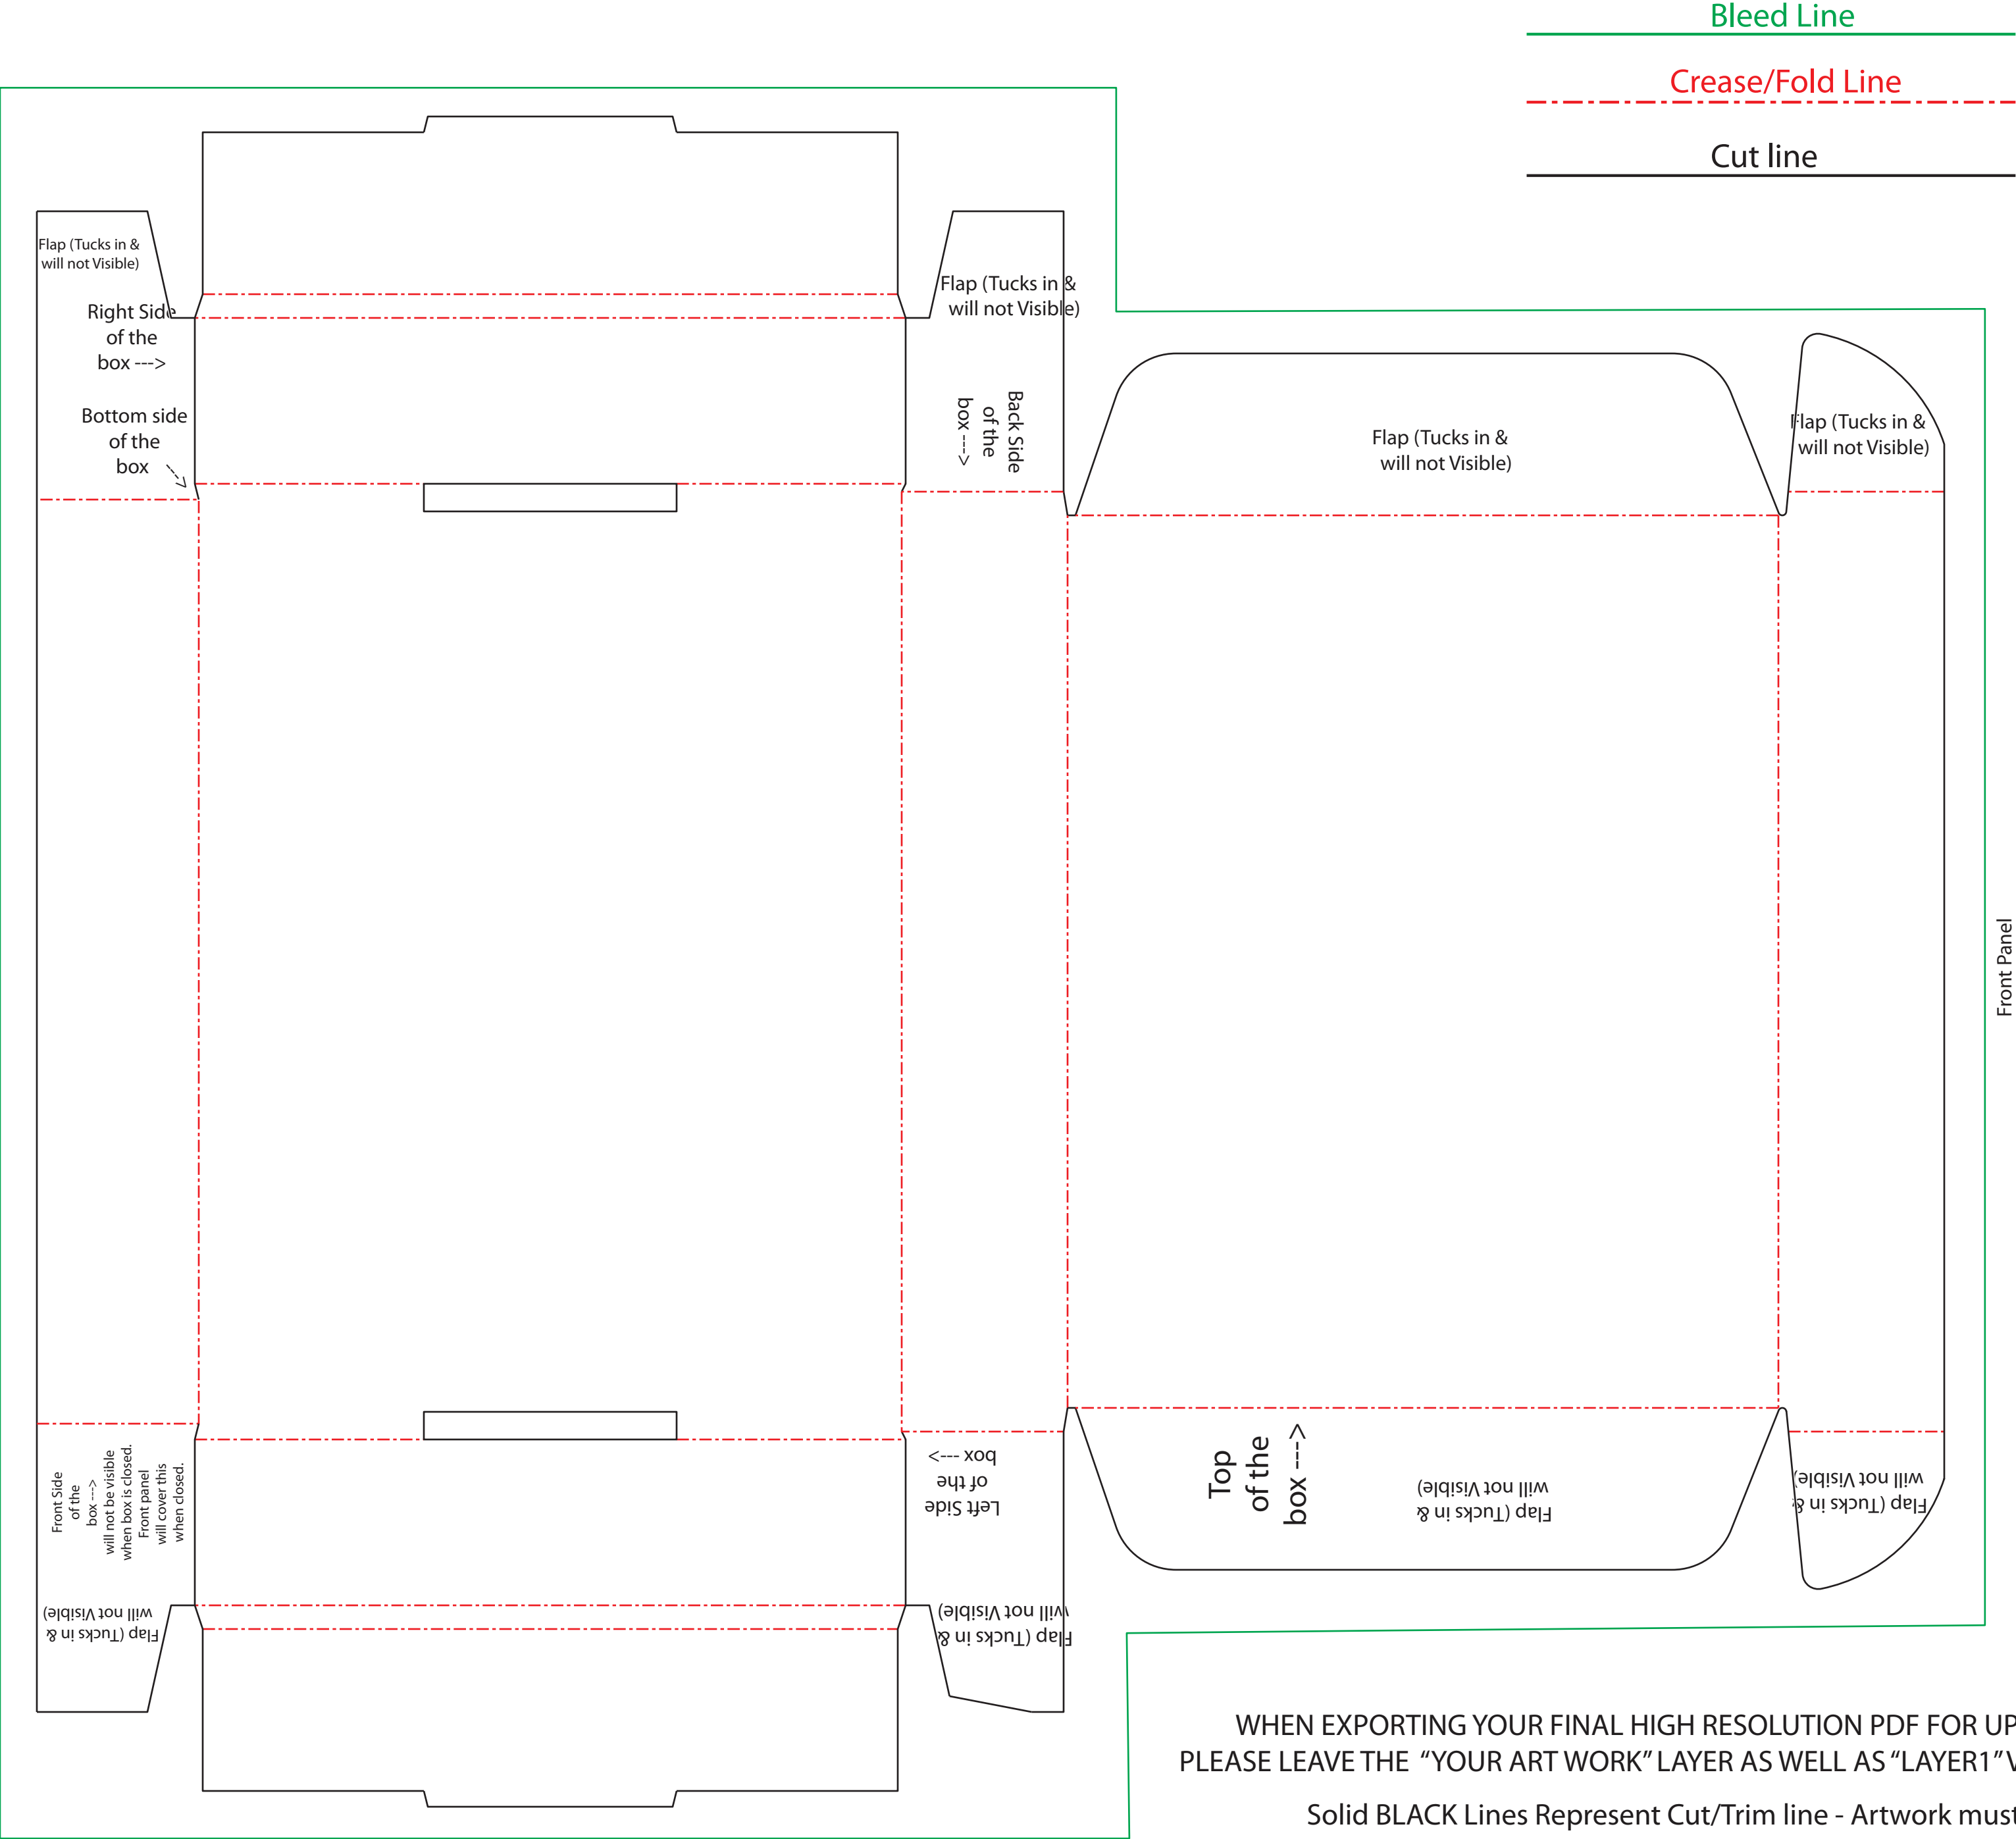 Bleed Line
Crease/Fold Line
Cut line
Flap (Tucks in &
will not Visible)
Right Side
of the
box --->
Bottom side
of the
box
Flap (Tucks in &
will not Visible)
Back Side
of the
box --->
Flap (Tucks in &
will not Visible)
Flap (Tucks in &
will not Visible)
Front Panel
Front Side
of the
box --->
will not be visible
when box is closed.
Front panel
will cover this
when closed.
Left Side
of the
box --->
Top
of the
box --->
Flap (Tucks in &
will not Visible)
Flap (Tucks in &
will not Visible)
Flap (Tucks in &
will not Visible)
Flap (Tucks in &
will not Visible)
WHEN EXPORTING YOUR FINAL HIGH RESOLUTION PDF FOR UP
PLEASE LEAVE THE “YOUR ART WORK” LAYER AS WELL AS “LAYER1” V
Solid BLACK Lines Represent Cut/Trim line - Artwork must